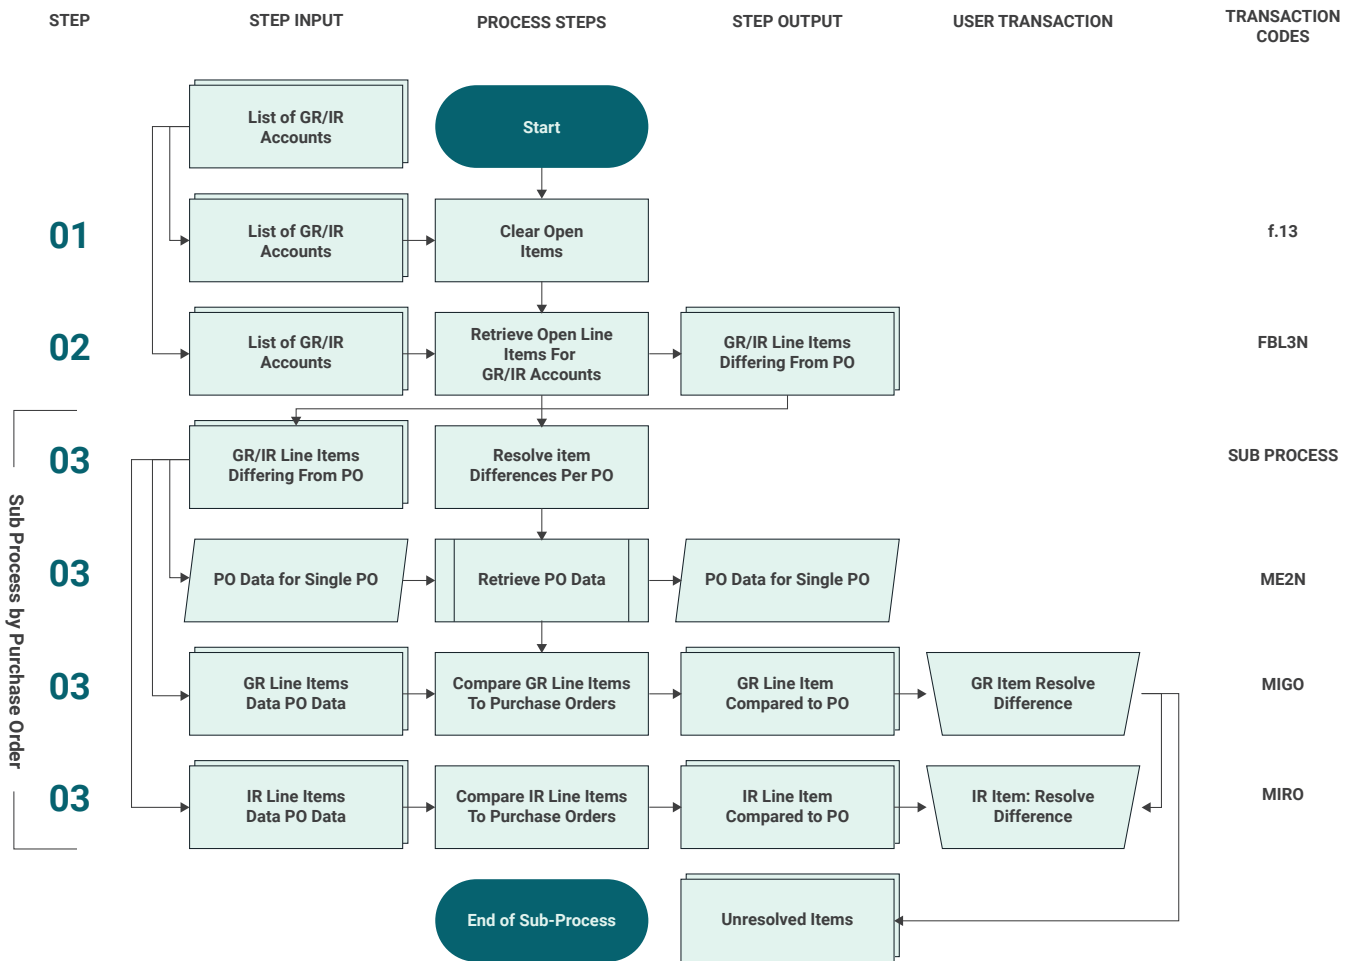 STEP
STEP INPUT
PROCESS STEPS
STEP OUTPUT
USER TRANSACTION
TRANSACTION
CODES
List of GR/IR
Accounts
Start
01
List of GR/IR
Accounts
Clear Open
Items
f.13
02
List of GR/IR
Accounts
Retrieve Open Line
Items For
GR/IR Accounts
GR/IR Line Items
Differing From PO
FBL3N
Sub Process by Purchase Order
03
GR/IR Line Items
Differing From PO
Resolve item
Differences Per PO
SUB PROCESS
03
PO Data for Single PO
Retrieve PO Data
PO Data for Single PO
ME2N
03
GR Line Items
Data PO Data
Compare GR Line Items
To Purchase Orders
GR Line Item
Compared to PO
GR Item Resolve
Difference
MIGO
03
IR Line Items
Data PO Data
Compare IR Line Items
To Purchase Orders
IR Line Item
Compared to PO
IR Item: Resolve
Difference
MIRO
End of Sub-Process
Unresolved Items